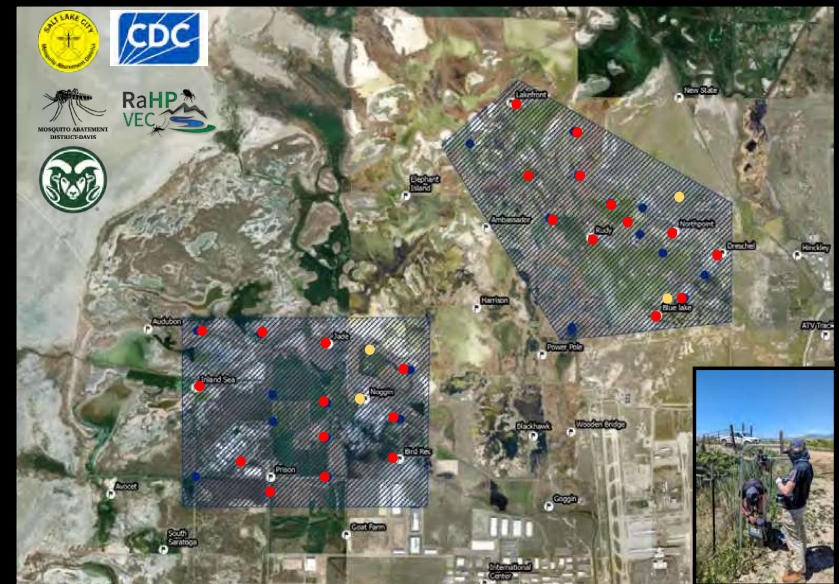 SALT LAKE CITY
Mosquito Abatement District
CDC
RaHP
VEC
MOSQUITO ABATEMENT
DISTRICT-DAVIS
Lakefront
New State
Elephant
Island
Ambassador
Rudy
Northpoint
Dreschel
Hinckley
Harrison
Blue lake
Audubon
Jade
Power Pole
ATV Trac
Inland Sea
Noggin
Blackhawk
Wooden Bridge
Bird Rec
Prison
Avocet
Goggin
Goat Farm
South
Saratoga
International
Center